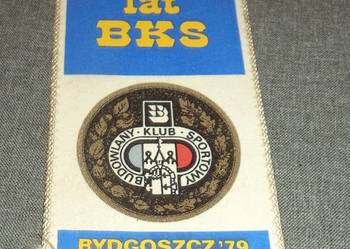 lat
BKS
B
BUDOWLANY · KLUB · SPORTOWY
BYDGOSZCZ '79